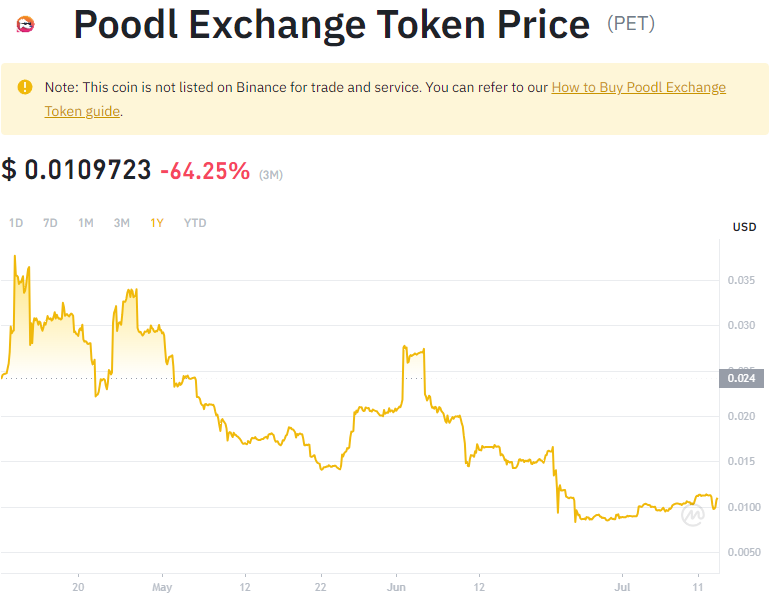 Poodl Exchange Token Price (PET)
Note: This coin is not listed on Binance for trade and service. You can refer to our How to Buy Poodl Exchange
Token guide.
$ 0.0109723 -64.25% (3M)
1D 7D 1M 3M 1Y YTD
USD
0.035
0.030
0.025
0.024
0.020
0.015
0.0100
0.0050
20 May 12 22 Jun 12 Jul 11